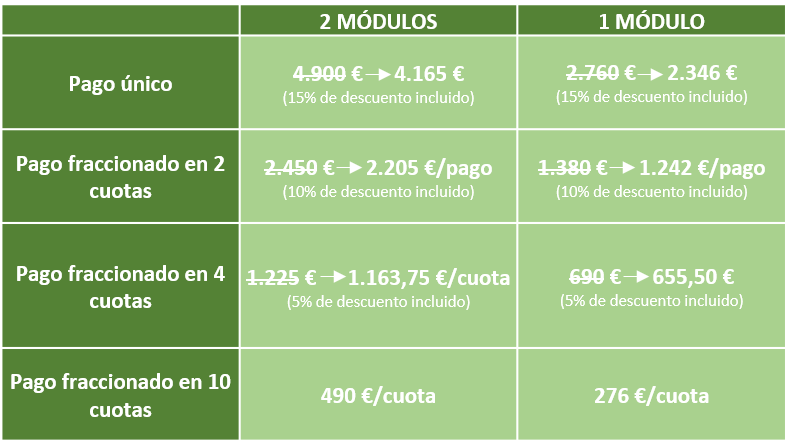 2 MÓDULOS
1 MÓDULO
Pago único
4.900 € → 4.165 €
(15% de descuento incluido)
2.760 € → 2.346 €
(15% de descuento incluido)
Pago fraccionado en 2
cuotas
2.450 € → 2.205 €/pago
(10% de descuento incluido)
1.380 € → 1.242 €/pago
(10% de descuento incluido)
Pago fraccionado en 4
cuotas
1.225 € → 1.163,75 €/cuota
(5% de descuento incluido)
690 € → 655,50 €
(5% de descuento incluido)
Pago fraccionado en 10
cuotas
490 €/cuota
276 €/cuota